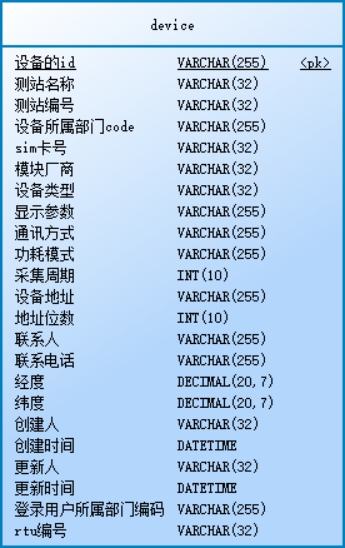 device
设备的id VARCHAR(255) <pk>
测站名称 VARCHAR(32)
测站编号 VARCHAR(32)
设备所属部门code VARCHAR(255)
sim卡号 VARCHAR(32)
模块厂商 VARCHAR(32)
设备类型 VARCHAR(32)
显示参数 VARCHAR(255)
通讯方式 VARCHAR(255)
功耗模式 VARCHAR(255)
采集周期 INT(10)
设备地址 VARCHAR(255)
地址位数 INT(10)
联系人 VARCHAR(255)
联系电话 VARCHAR(255)
经度 DECIMAL(20,7)
纬度 DECIMAL(20,7)
创建人 VARCHAR(32)
创建时间 DATETIME
更新人 VARCHAR(32)
更新时间 DATETIME
登录用户所属部门编码 VARCHAR(255)
rtu编号 VARCHAR(32)